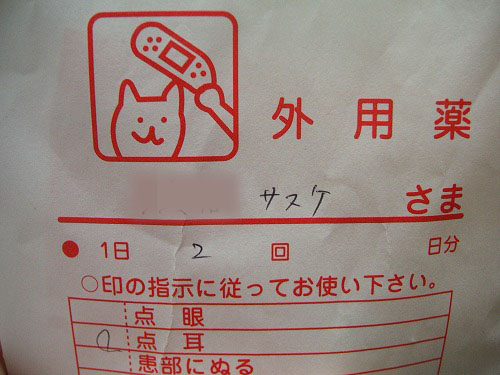 外用薬
サスケ さま
● 1日 2 回 日分
○印の指示に従ってお使い下さい。
点 眼
○ 点 耳
患部にぬる